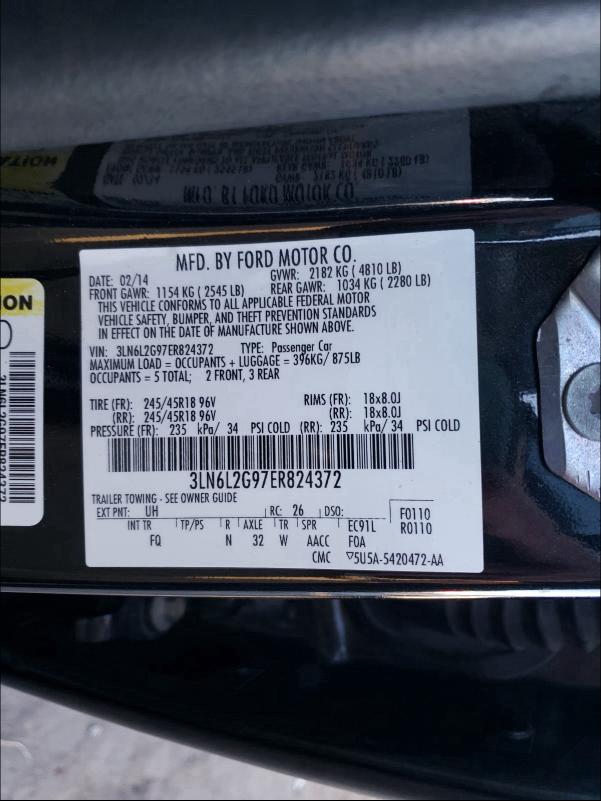 MFD. BY FORD MOTOR CO.
DATE: 02/14 GVWR: 2182 KG ( 4810 LB)
FRONT GAWR: 1154 KG ( 2545 LB) REAR GAWR: 1034 KG ( 2280 LB)
THIS VEHICLE CONFORMS TO ALL APPLICABLE FEDERAL MOTOR
VEHICLE SAFETY, BUMPER, AND THEFT PREVENTION STANDARDS
IN EFFECT ON THE DATE OF MANUFACTURE SHOWN ABOVE.
VIN: 3LN6L2G97ER824372 TYPE: Passenger Car
MAXIMUM LOAD = OCCUPANTS + LUGGAGE = 396KG/ 875LB
OCCUPANTS = 5 TOTAL; 2 FRONT, 3 REAR
TIRE (FR): 245/45R18 96V RIMS (FR): 18x8.0J
(RR): 245/45R18 96V (RR): 18x8.0J
PRESSURE (FR): 235 kPa/ 34 PSI COLD (RR): 235 kPa/ 34 PSI COLD
3LN6L2G97ER824372
TRAILER TOWING - SEE OWNER GUIDE
EXT PNT: UH RC: 26 DSO: F0110
INT TR TP/PS R AXLE TR SPR EC91L R0110
FQ N 32 W AACC FOA
CMC ▽5U5A-5420472-AA
ION
3LN6L2G97ER824372